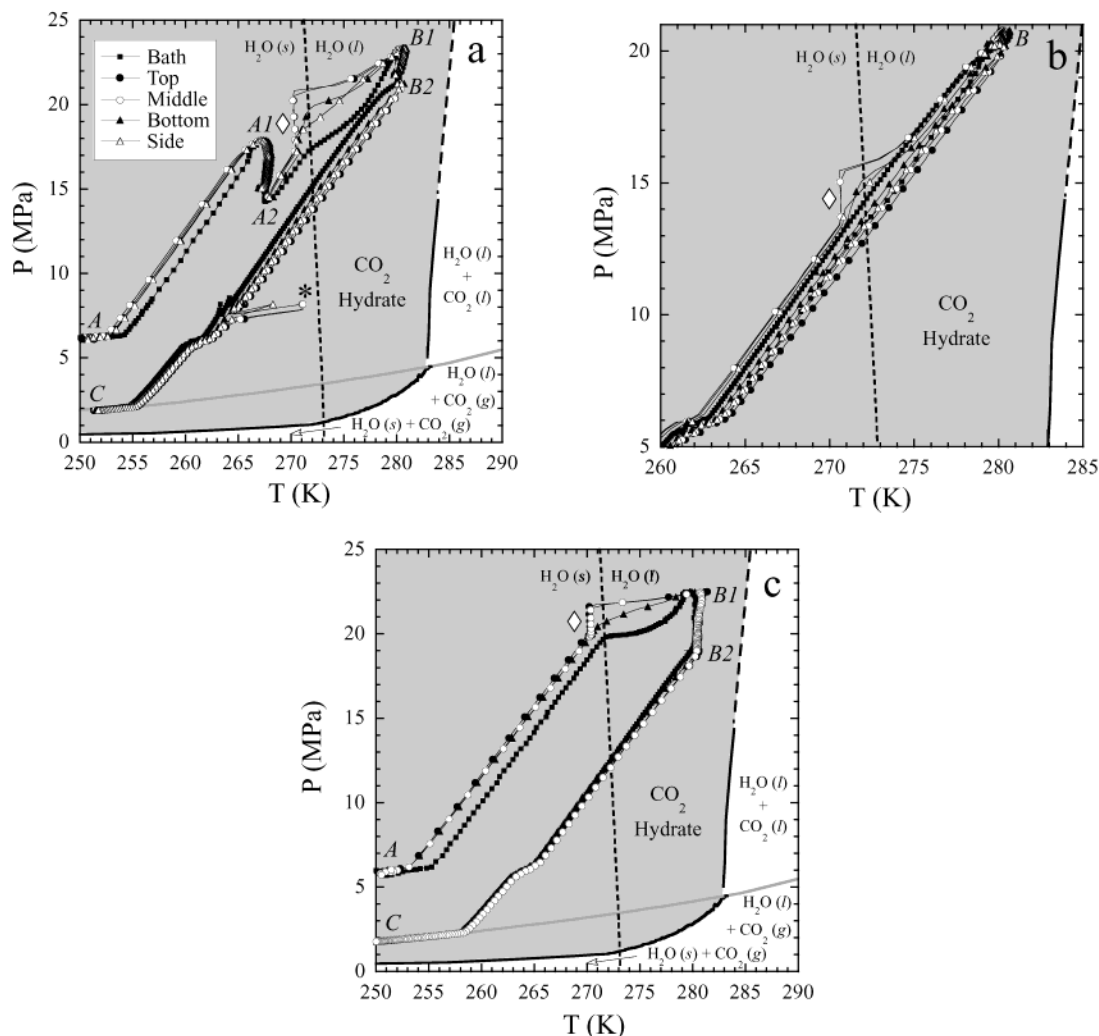 a
25
20
15
10
5
0
P (MPa)
Bath
Top
Middle
Bottom
Side
H2O (s)
H2O (l)
B1
B2
A1
A2
A
C
*
CO2
Hydrate
H2O (l)
+
CO2 (l)
H2O (l)
+ CO2 (g)
H2O (s) + CO2 (g)
250 255 260 265 270 275 280 285 290
T (K)
b
20
15
10
5
P (MPa)
H2O (s)
H2O (l)
B
CO2
Hydrate
260 265 270 275 280 285
T (K)
c
25
20
15
10
5
0
P (MPa)
H2O (s)
H2O (l)
B1
B2
A
C
CO2
Hydrate
H2O (l)
+
CO2 (l)
H2O (l)
+ CO2 (g)
H2O (s) + CO2 (g)
250 255 260 265 270 275 280 285 290
T (K)